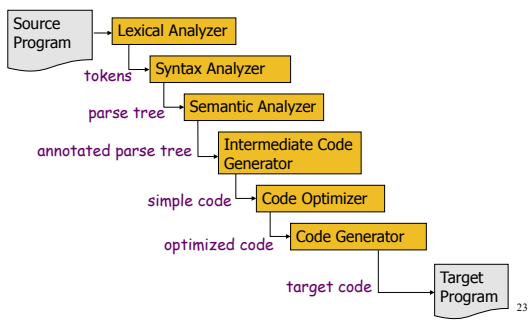 Source
Program
Lexical Analyzer
tokens
Syntax Analyzer
parse tree
Semantic Analyzer
annotated parse tree
Intermediate Code
Generator
simple code
Code Optimizer
optimized code
Code Generator
target code
Target
Program
23